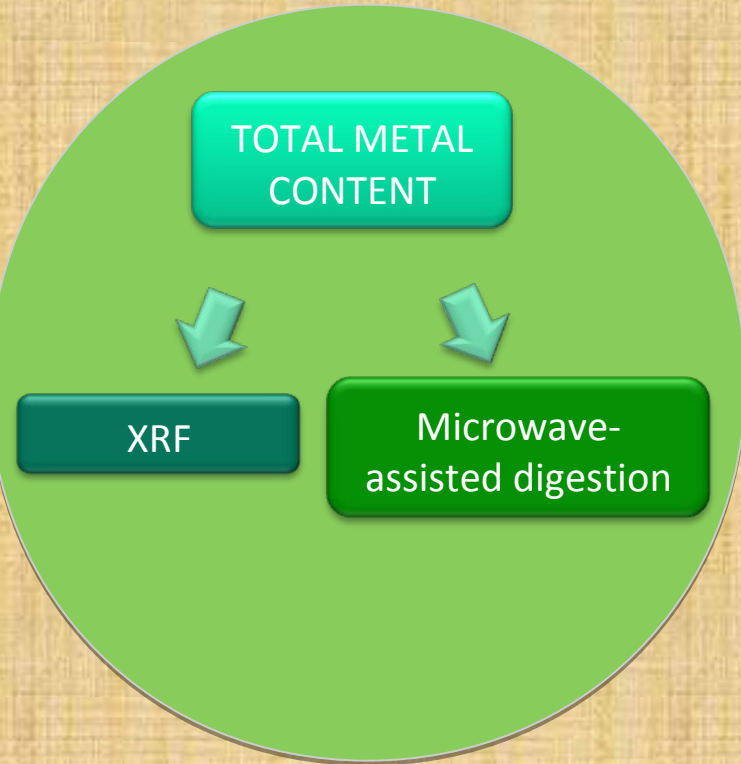 TOTAL METAL
CONTENT
XRF
Microwave-
assisted digestion